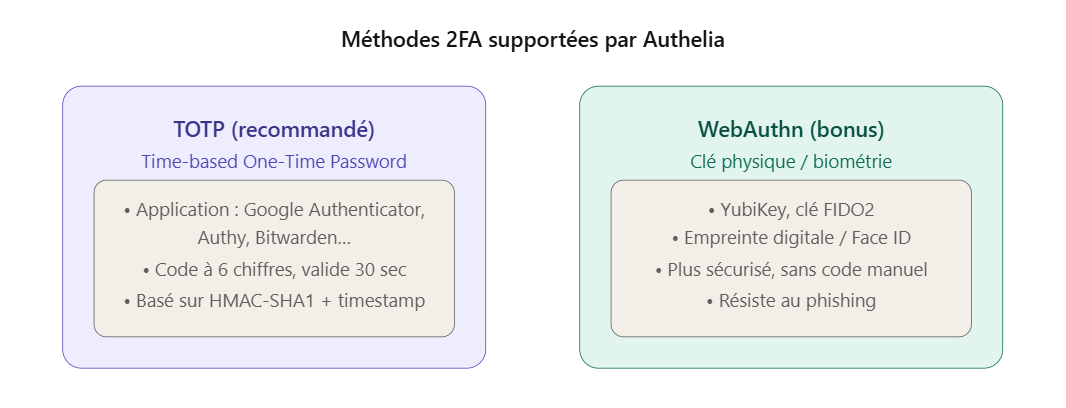 Méthodes 2FA supportées par Authelia
TOTP (recommandé)
Time-based One-Time Password
• Application : Google Authenticator,
Authy, Bitwarden...
• Code à 6 chiffres, valide 30 sec
• Basé sur HMAC-SHA1 + timestamp
WebAuthn (bonus)
Clé physique / biométrie
• YubiKey, clé FIDO2
• Empreinte digitale / Face ID
• Plus sécurisé, sans code manuel
• Résiste au phishing